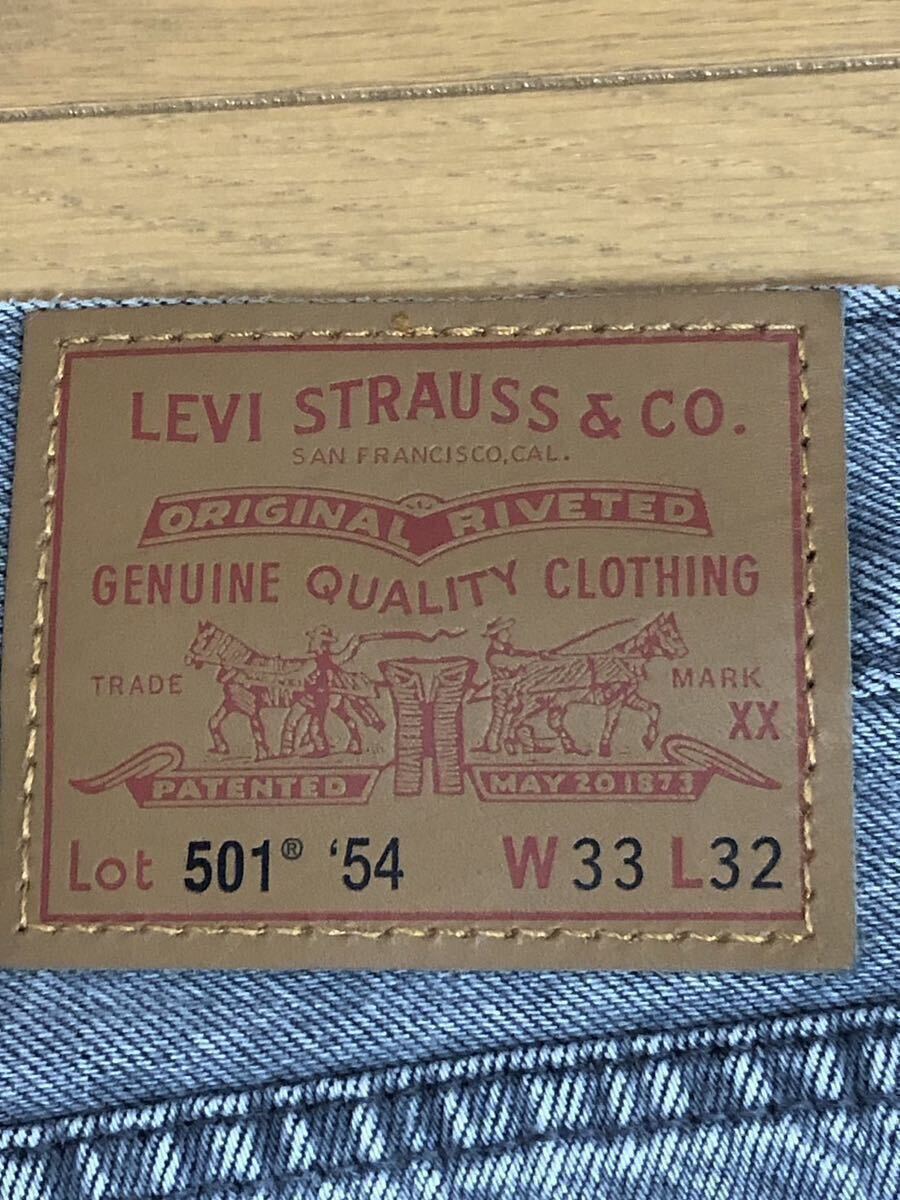 LEVI STRAUSS & CO.
SAN FRANCISCO, CAL.
ORIGINAL RIVETED
GENUINE QUALITY CLOTHING
TRADE MARK
XX
PATENTED MAY 20 1873
Lot 501® '54 W 33 L 32